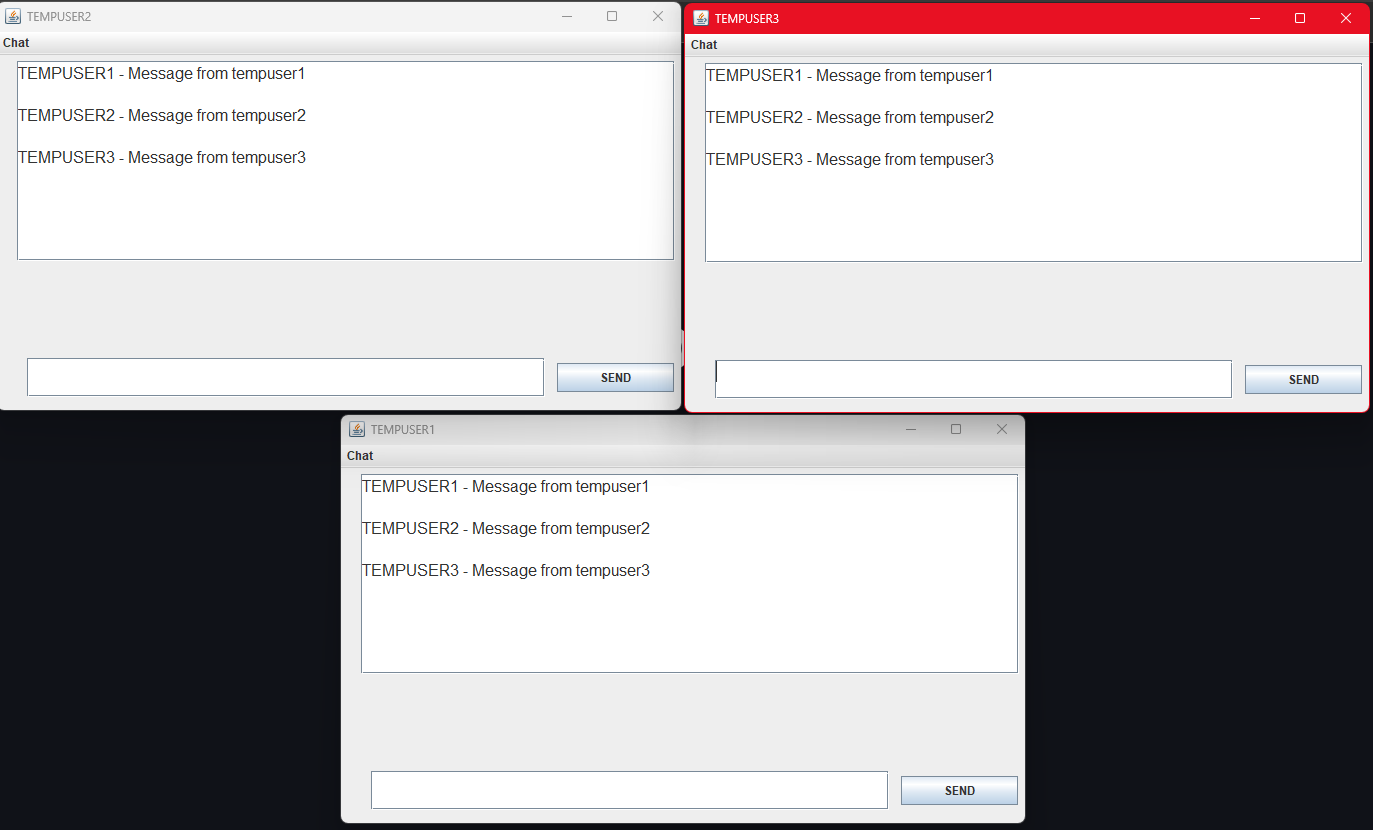 TEMPUSER2
Chat
TEMPUSER1 - Message from tempuser1
TEMPUSER2 - Message from tempuser2
TEMPUSER3 - Message from tempuser3
SEND
TEMPUSER3
Chat
TEMPUSER1 - Message from tempuser1
TEMPUSER2 - Message from tempuser2
TEMPUSER3 - Message from tempuser3
SEND
TEMPUSER1
Chat
TEMPUSER1 - Message from tempuser1
TEMPUSER2 - Message from tempuser2
TEMPUSER3 - Message from tempuser3
SEND